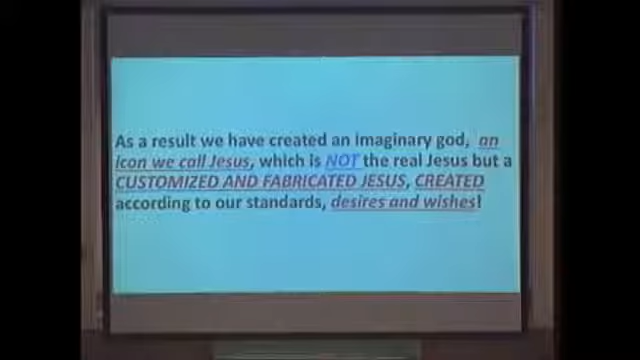 As a result we have created an imaginary god, an
icon we call Jesus, which is NOT the real Jesus but a
CUSTOMIZED AND FABRICATED JESUS, CREATED
according to our standards, desires and wishes!